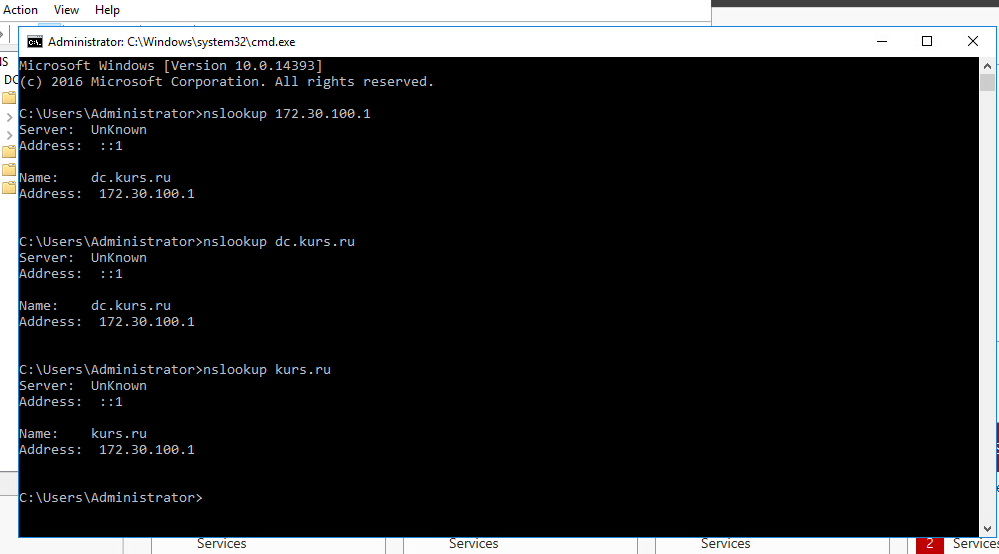 Action View Help
Administrator: C:\Windows\system32\cmd.exe
Microsoft Windows [Version 10.0.14393]
(c) 2016 Microsoft Corporation. All rights reserved.
C:\Users\Administrator>nslookup 172.30.100.1
Server:  UnKnown
Address:  ::1
Name:    dc.kurs.ru
Address:  172.30.100.1
C:\Users\Administrator>nslookup dc.kurs.ru
Server:  UnKnown
Address:  ::1
Name:    dc.kurs.ru
Address:  172.30.100.1
C:\Users\Administrator>nslookup kurs.ru
Server:  UnKnown
Address:  ::1
Name:    kurs.ru
Address:  172.30.100.1
C:\Users\Administrator>
Services Services Services 2 Services